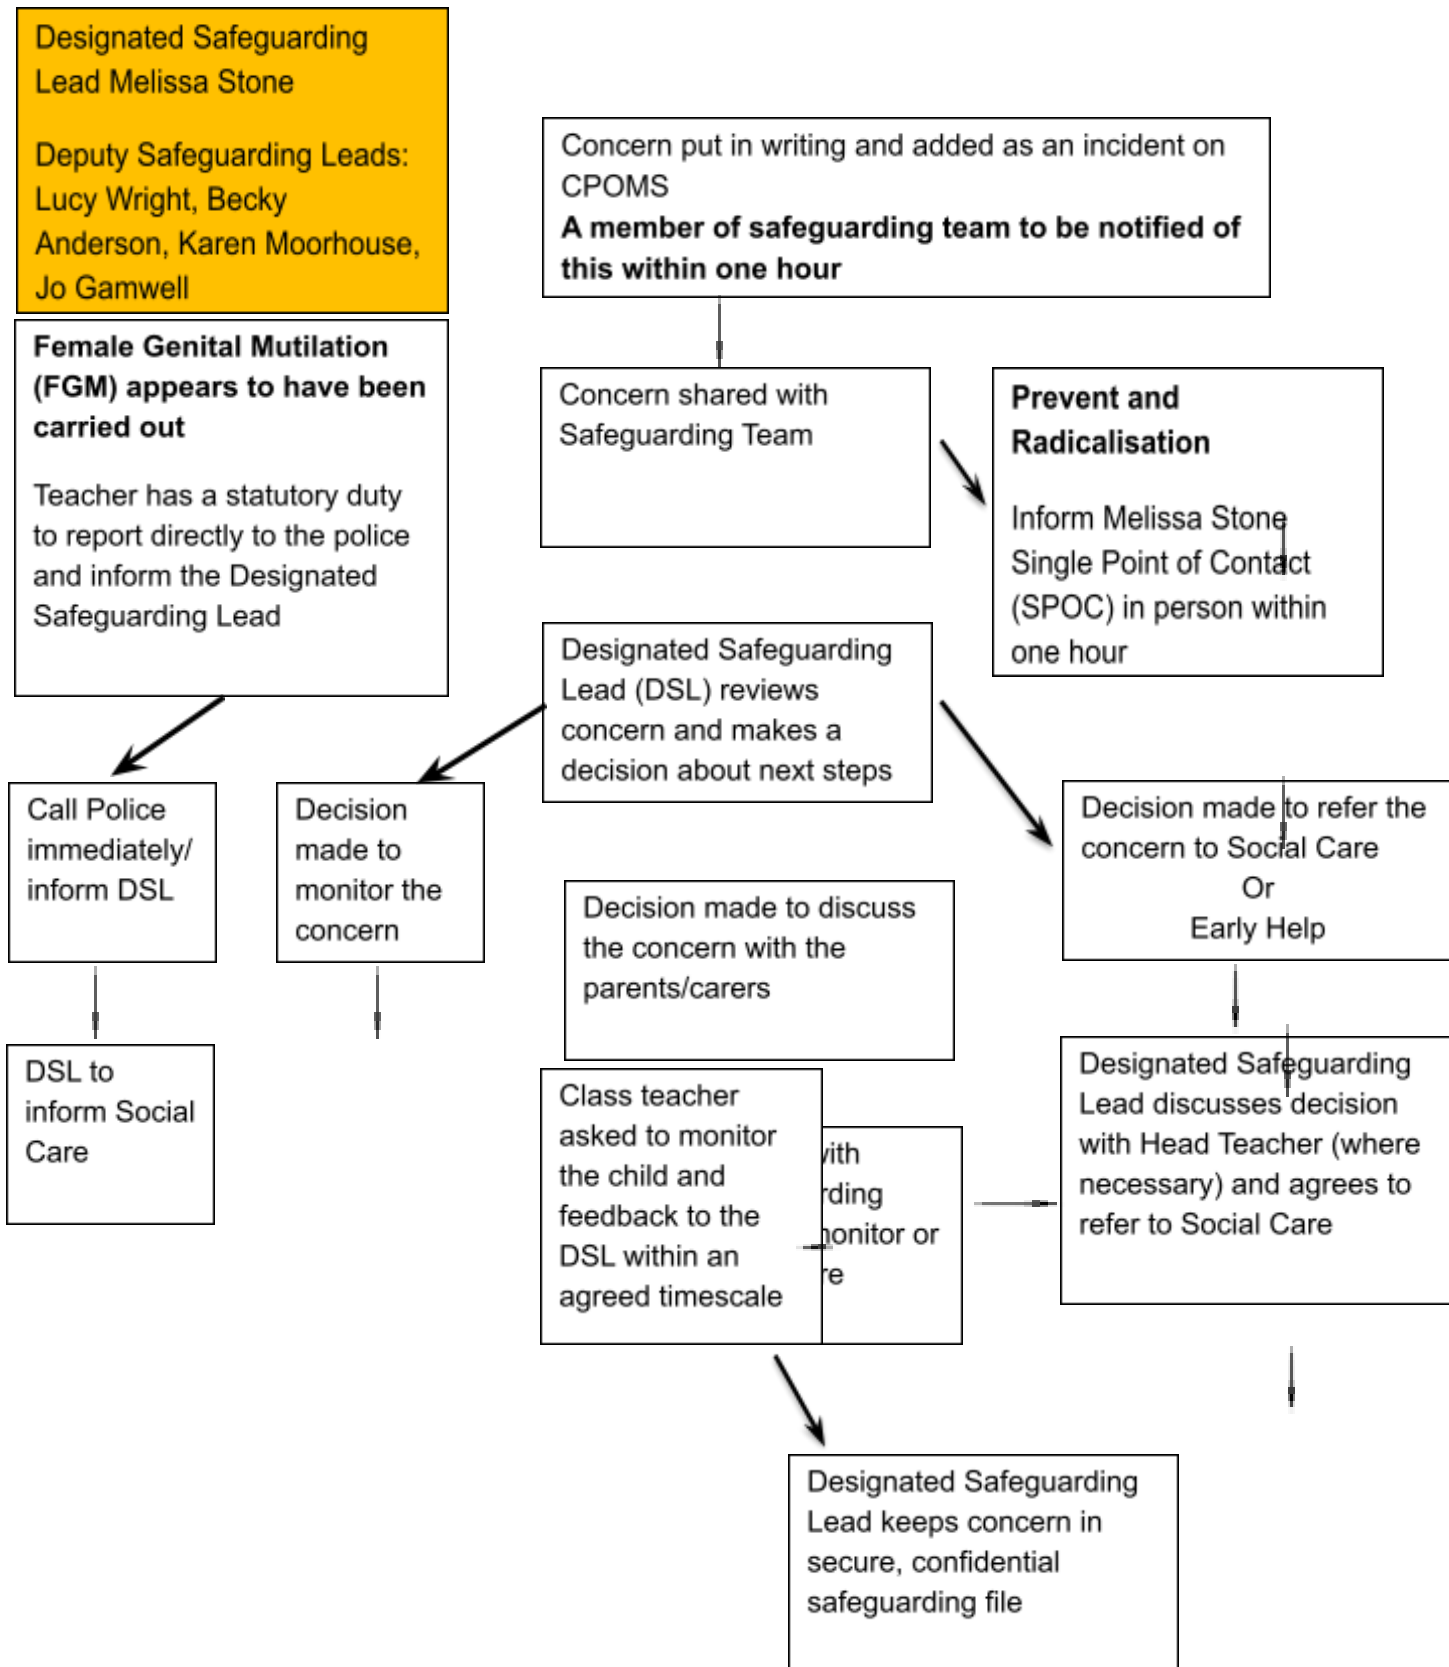 Designated Safeguarding
Lead Melissa Stone
Deputy Safeguarding Leads:
Lucy Wright, Becky
Anderson, Karen Moorhouse,
Jo Gamwell
Concern put in writing and added as an incident on
CPOMS
A member of safeguarding team to be notified of
this within one hour
Female Genital Mutilation
(FGM) appears to have been
carried out
Teacher has a statutory duty
to report directly to the police
and inform the Designated
Safeguarding Lead
Concern shared with
Safeguarding Team
Prevent and
Radicalisation
Inform Melissa Stone
Single Point of Contact
(SPOC) in person within
one hour
Designated Safeguarding
Lead (DSL) reviews
concern and makes a
decision about next steps
Call Police
immediately/
inform DSL
Decision
made to
monitor the
concern
Decision made to discuss
the concern with the
parents/carers
Decision made to refer the
concern to Social Care
Or
Early Help
DSL to
inform Social
Care
Class teacher
asked to monitor
the child and
feedback to the
DSL within an
agreed timescale
or
Designated Safeguarding
Lead discusses decision
with Head Teacher (where
necessary) and agrees to
refer to Social Care
Designated Safeguarding
Lead keeps concern in
secure, confidential
safeguarding file